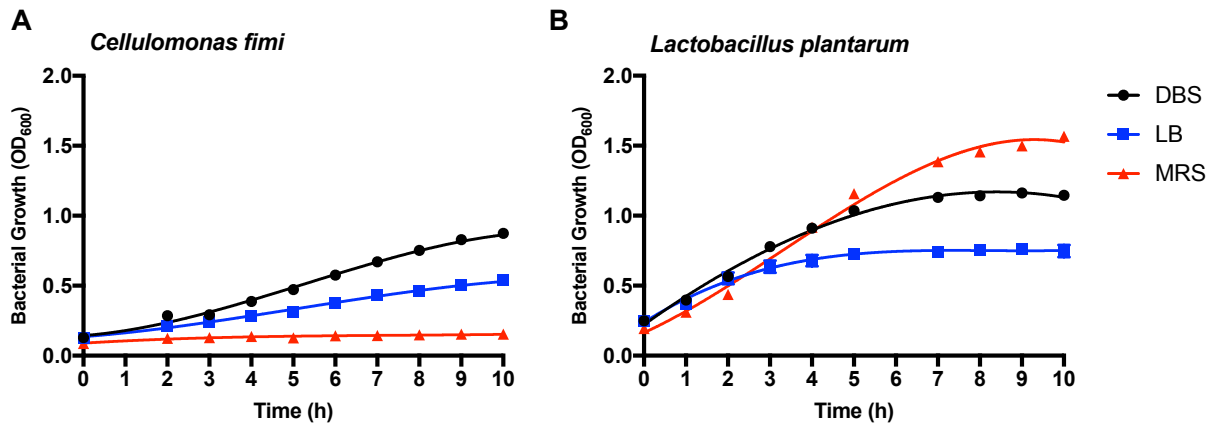 A
Cellulomonas fimi
2.0
1.5
1.0
0.5
0.0
Bacterial Growth (OD600)
0 1 2 3 4 5 6 7 8 9 10
Time (h)
B
Lactobacillus plantarum
2.0
1.5
1.0
0.5
0.0
Bacterial Growth (OD600)
0 1 2 3 4 5 6 7 8 9 10
Time (h)
DBS
LB
MRS